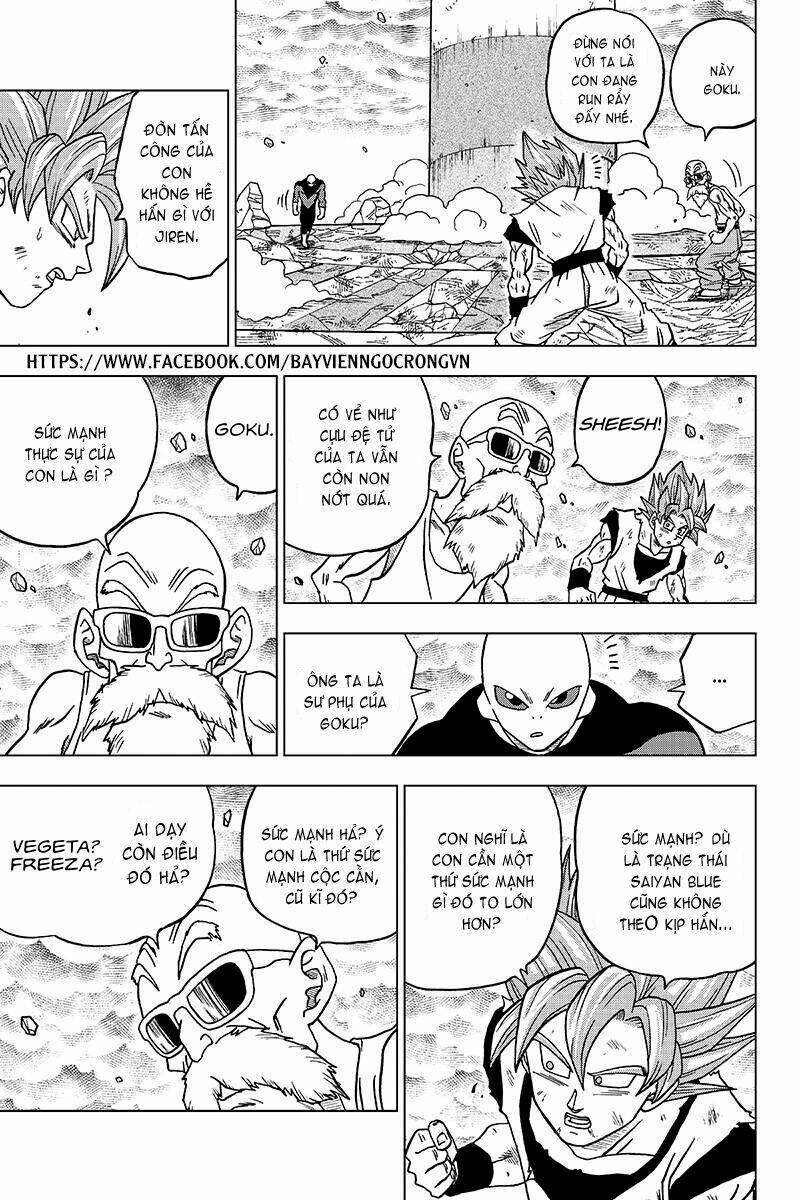 NÀY
GOKU.
ĐỪNG NÓI
VỚI TA LÀ
CON ĐANG
RUN RẨY
ĐẤY NHÉ.
ĐÒN TẤN
CÔNG CỦA
CON
KHÔNG HỀ
HẤN GÌ VỚI
JIREN.
HTTPS://WWW.FACEBOOK.COM/BAYVIENNGOCRONGVN
SHEESH!
CÓ VẺ NHƯ
CỰU ĐỆ TỬ
CỦA TA VẪN
CÒN NON
NỚT QUÁ.
GOKU.
SỨC MẠNH
THỰC SỰ CỦA
CON LÀ GÌ ?
...
ÔNG TA LÀ
SƯ PHỤ CỦA
GOKU?
SỨC MẠNH? DÙ
LÀ TRẠNG THÁI
SAIYAN BLUE
CŨNG KHÔNG
THEO KỊP HẮN...
CON NGHĨ LÀ
CON CẦN MỘT
THỨ SỨC MẠNH
GÌ ĐÓ TO LỚN
HƠN?
SỨC MẠNH HẢ? Ý
CON LÀ THỨ SỨC
MẠNH CỘC CẰN,
CŨ KĨ ĐÓ?
AI DẠY
CÒN ĐIỀU
ĐÓ HẢ?
VEGETA?
FREEZA?